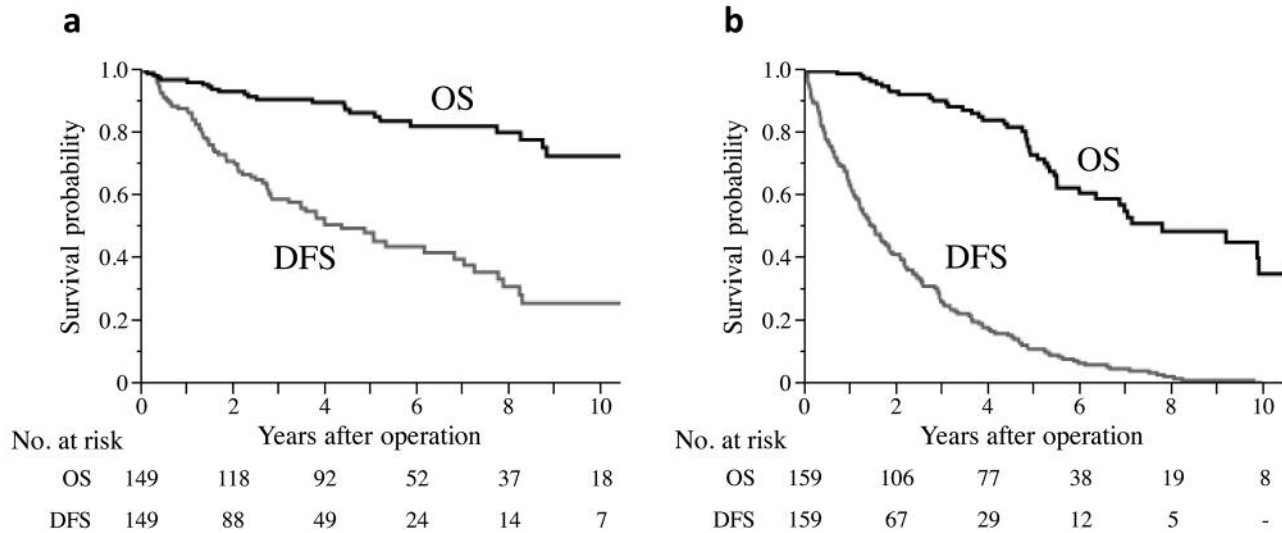 a
1.0
0.8
0.6
0.4
0.2
0
Survival probability
OS
DFS
0 2 4 6 8 10
Years after operation
No. at risk
OS 149 118 92 52 37 18
DFS 149 88 49 24 14 7
b
1.0
0.8
0.6
0.4
0.2
0
Survival probability
OS
DFS
0 2 4 6 8 10
Years after operation
No. at risk
OS 159 106 77 38 19 8
DFS 159 67 29 12 5 -